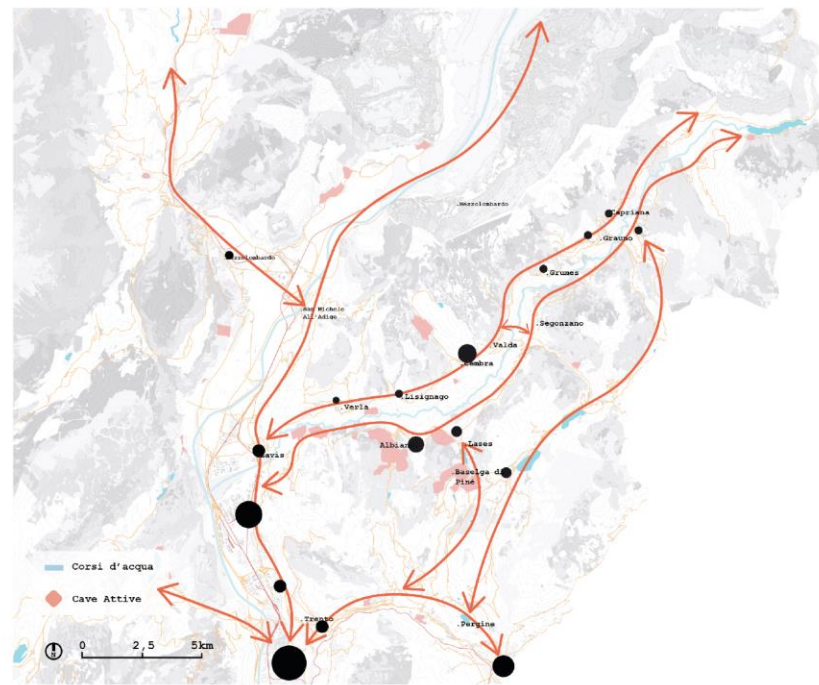 .Mezzolombardo
Capriana
.Grauno
.Grumes
.San Michele
All'Adige
.Segonzano
.Valda
Cembra
.Lisignago
.Verla
Albiano
.Lases
Lavis
.Baselga di
Piné
Corsi d'acqua
Cave Attive
.Trento
.Pergine
0 2,5 5km
N